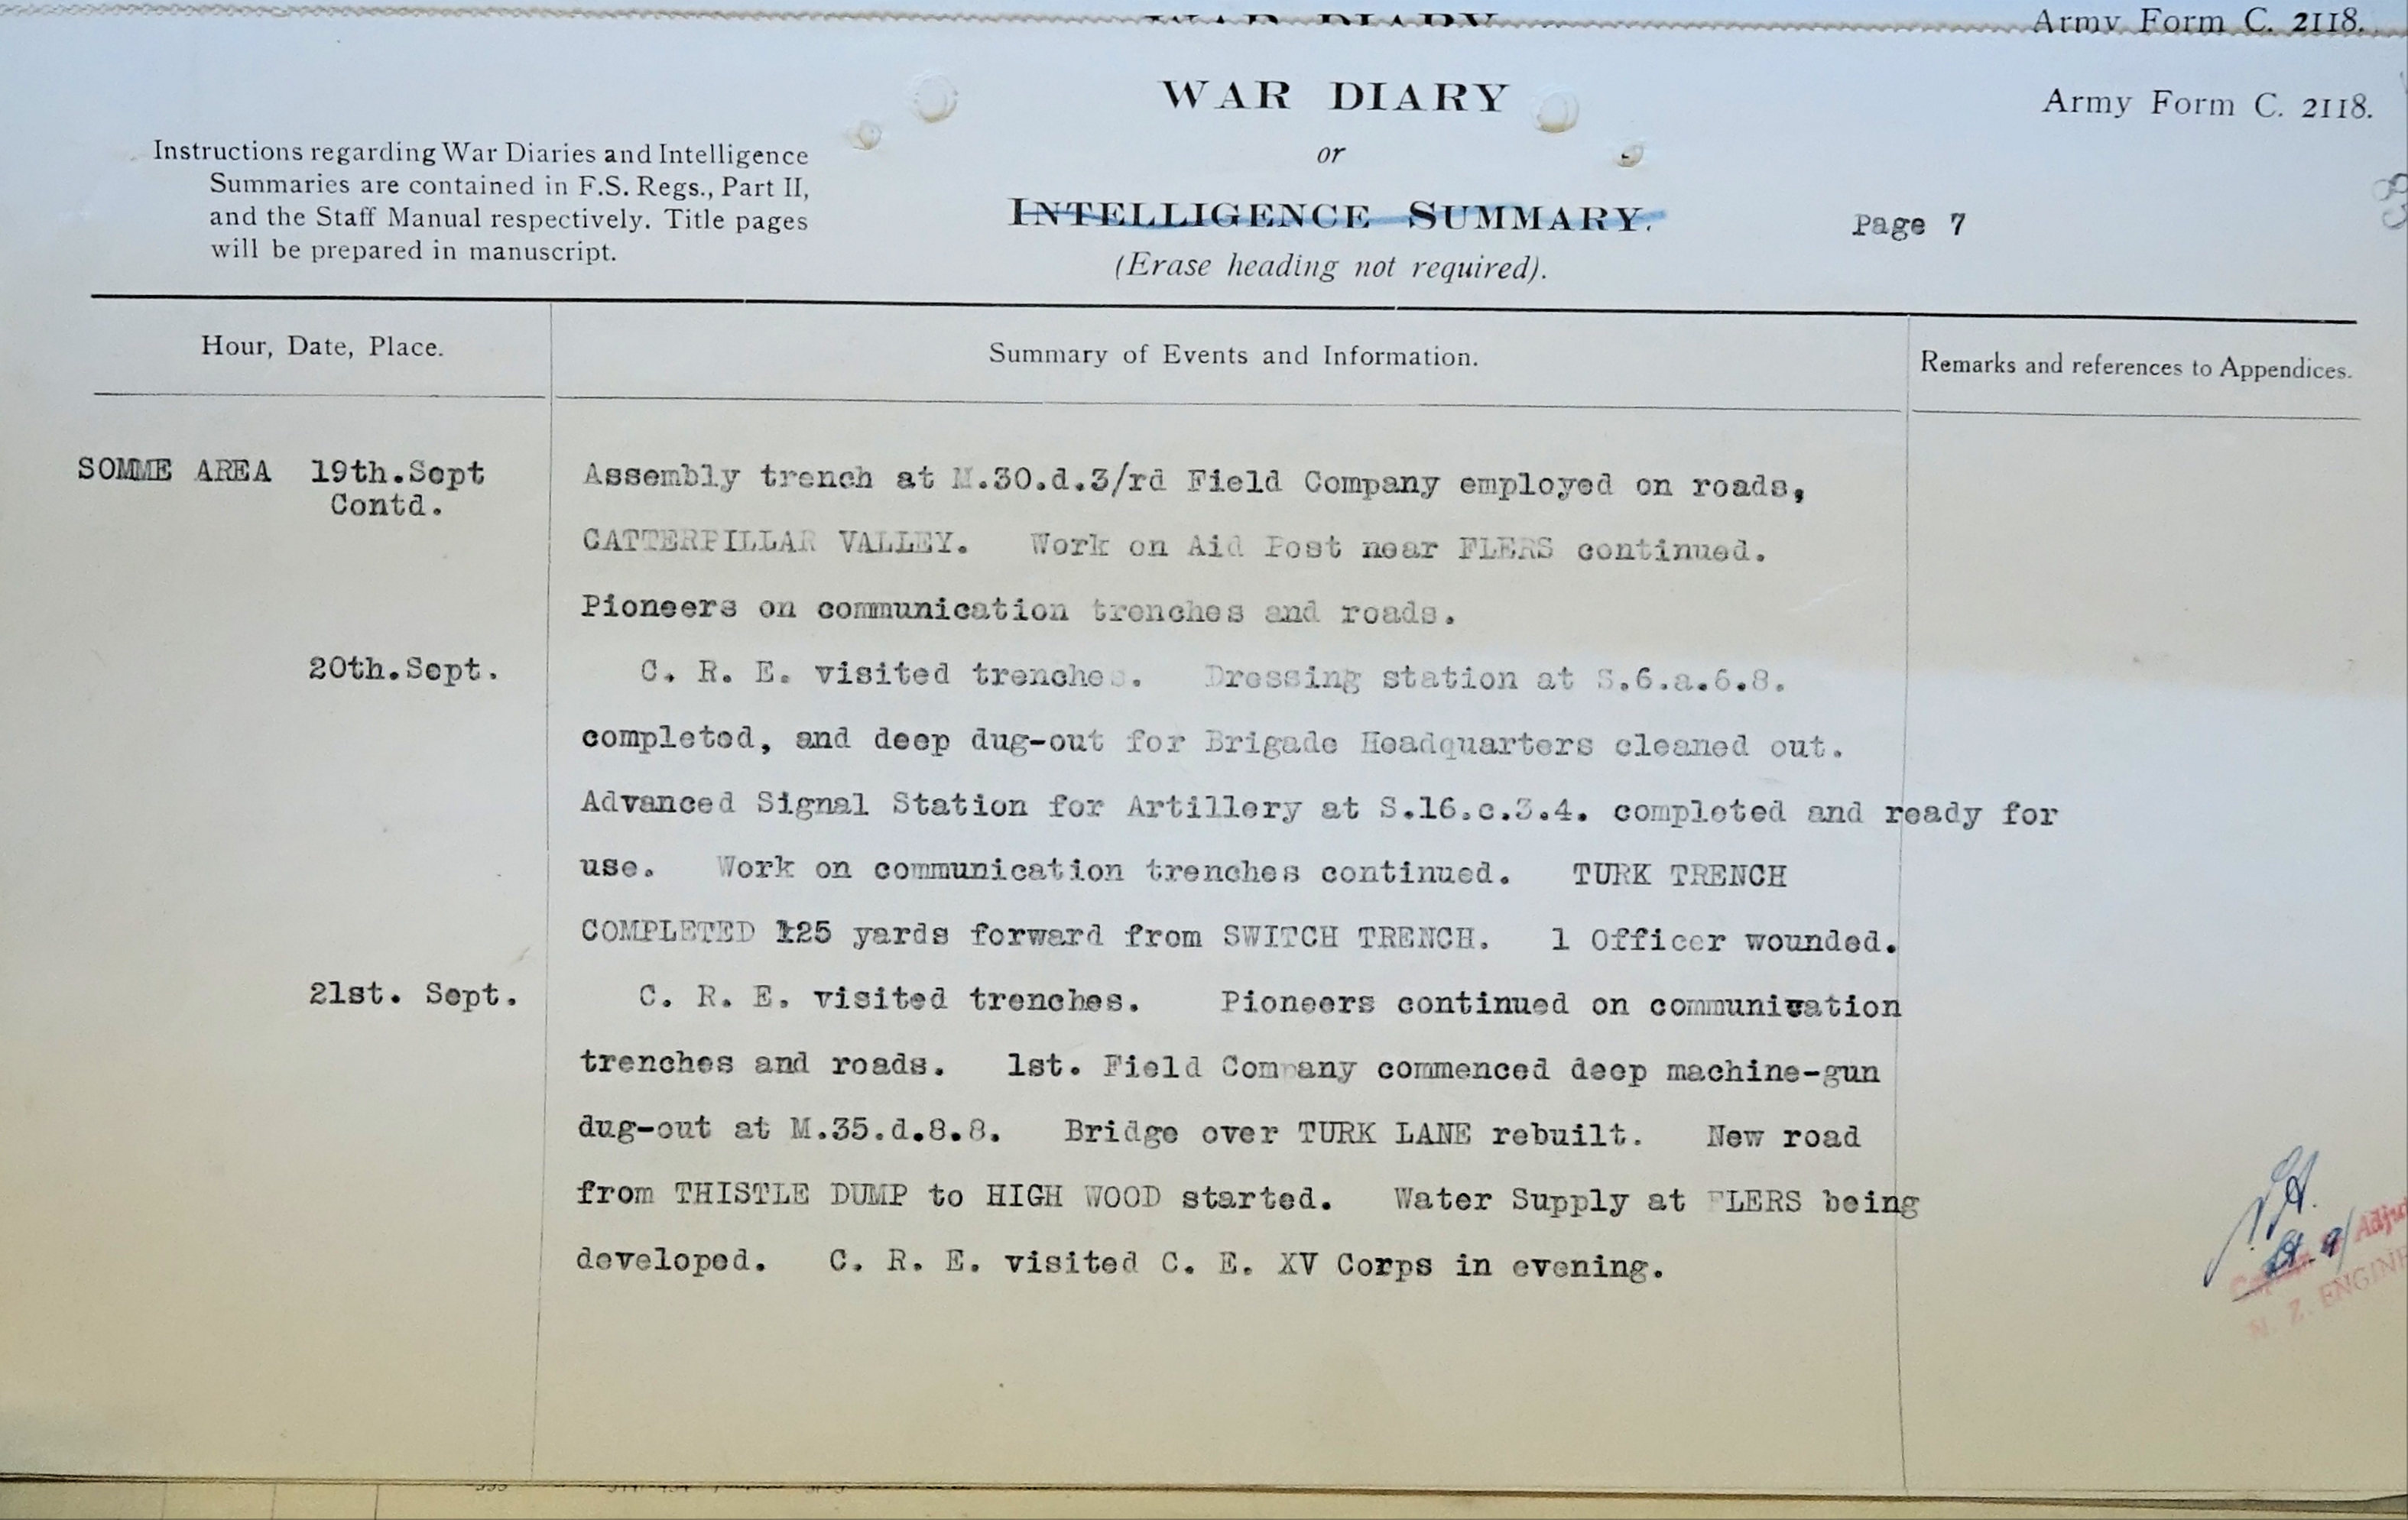 Army Form C. 2118.
WAR DIARY
Army Form C. 2118.
Instructions regarding War Diaries and Intelligence
Summaries are contained in F.S. Regs., Part II,
and the Staff Manual respectively. Title pages
will be prepared in manuscript.
or
INTELLIGENCE SUMMARY.
(Erase heading not required).
Page 7
Hour, Date, Place.
Summary of Events and Information.
Remarks and references to Appendices.
SOMME AREA 19th.Sept
Contd.
Assembly trench at M.30.d.3/rd Field Company employed on roads,
CATTERPILLAR VALLEY. Work on Aid Post near FLERS continued.
Pioneers on communication trenches and roads.
20th.Sept.
C. R. E. visited trenches. Dressing station at S.6.a.6.8.
completed, and deep dug-out for Brigade Headquarters cleaned out.
Advanced Signal Station for Artillery at S.16.c.3.4. completed and ready for
use. Work on communication trenches continued. TURK TRENCH
COMPLETED 125 yards forward from SWITCH TRENCH. 1 Officer wounded.
21st. Sept.
C. R. E. visited trenches. Pioneers continued on communication
trenches and roads. 1st. Field Company commenced deep machine-gun
dug-out at M.35.d.8.8. Bridge over TURK LANE rebuilt. New road
from THISTLE DUMP to HIGH WOOD started. Water Supply at FLERS being
developed. C. R. E. visited C. E. XV Corps in evening.
N. Z. ENGINE